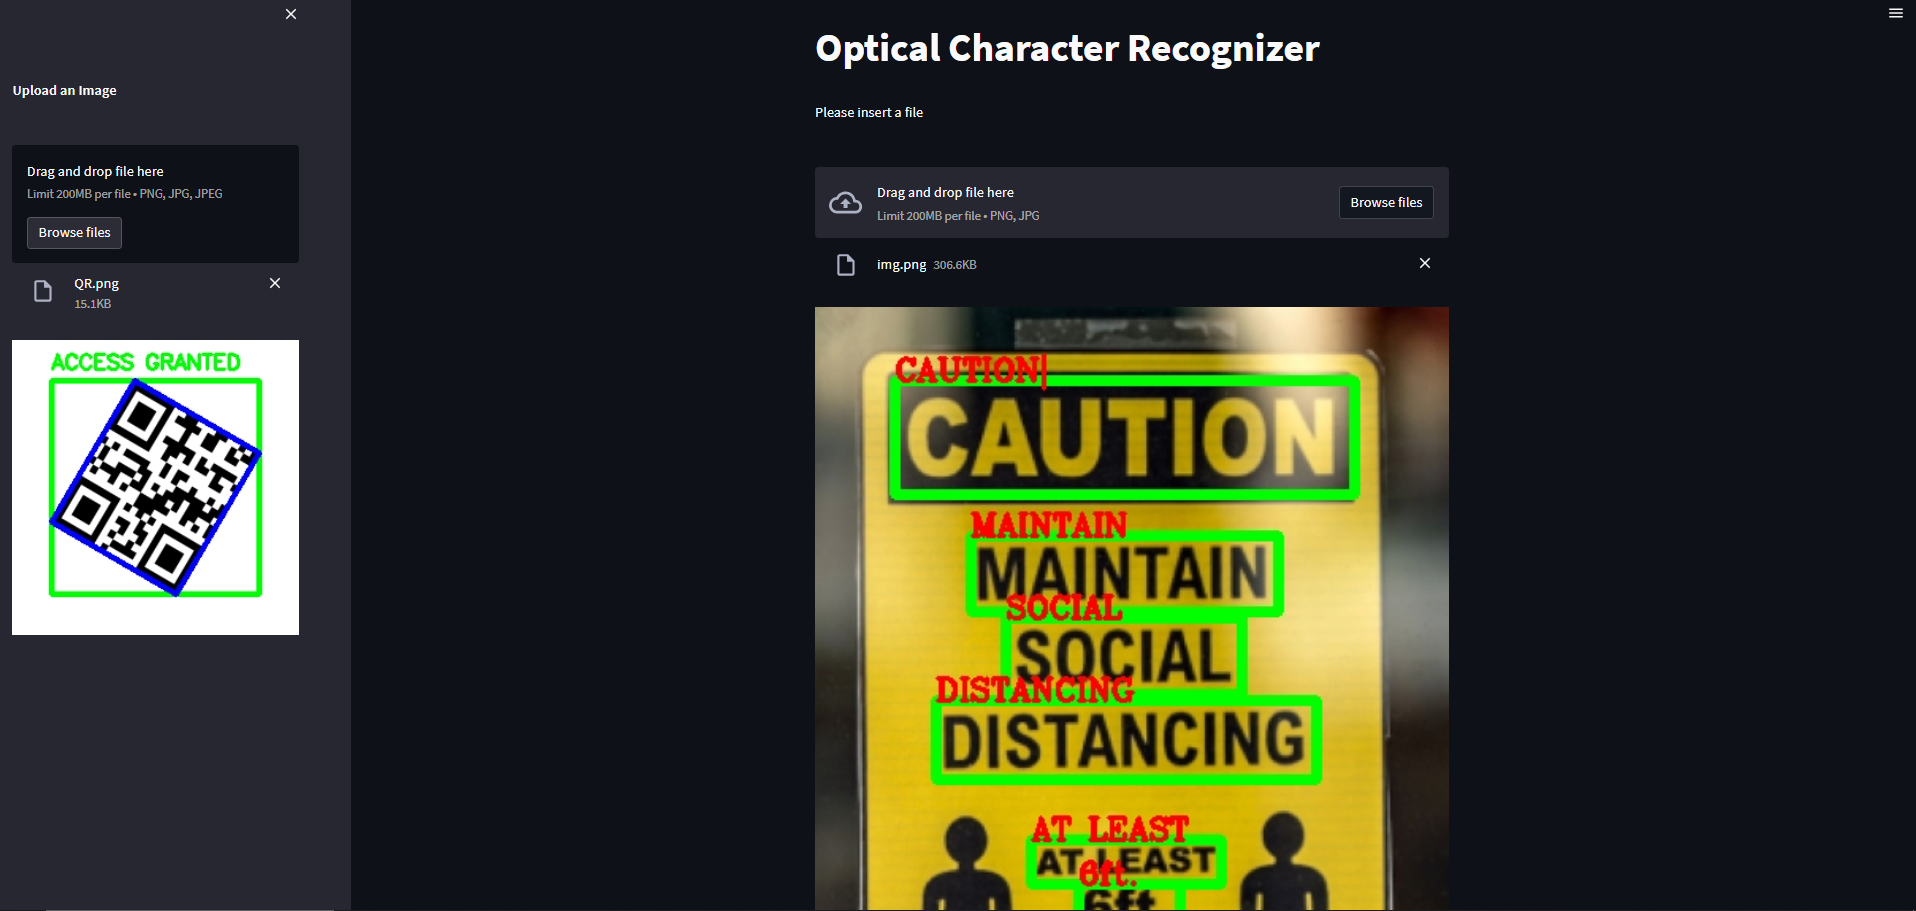 Upload an Image
Drag and drop file here
Limit 200MB per file • PNG, JPG, JPEG
Browse files
QR.png
15.1KB
ACCESS GRANTED
Optical Character Recognizer
Please insert a file
Drag and drop file here
Limit 200MB per file • PNG, JPG
Browse files
img.png 306.6KB
CAUTION|
CAUTION
MAINTAIN
MAINTAIN
SOCIAL
SOCIAL
DISTANCING
DISTANCING
AT LEAST
AT LEAST
6ft.
6ft